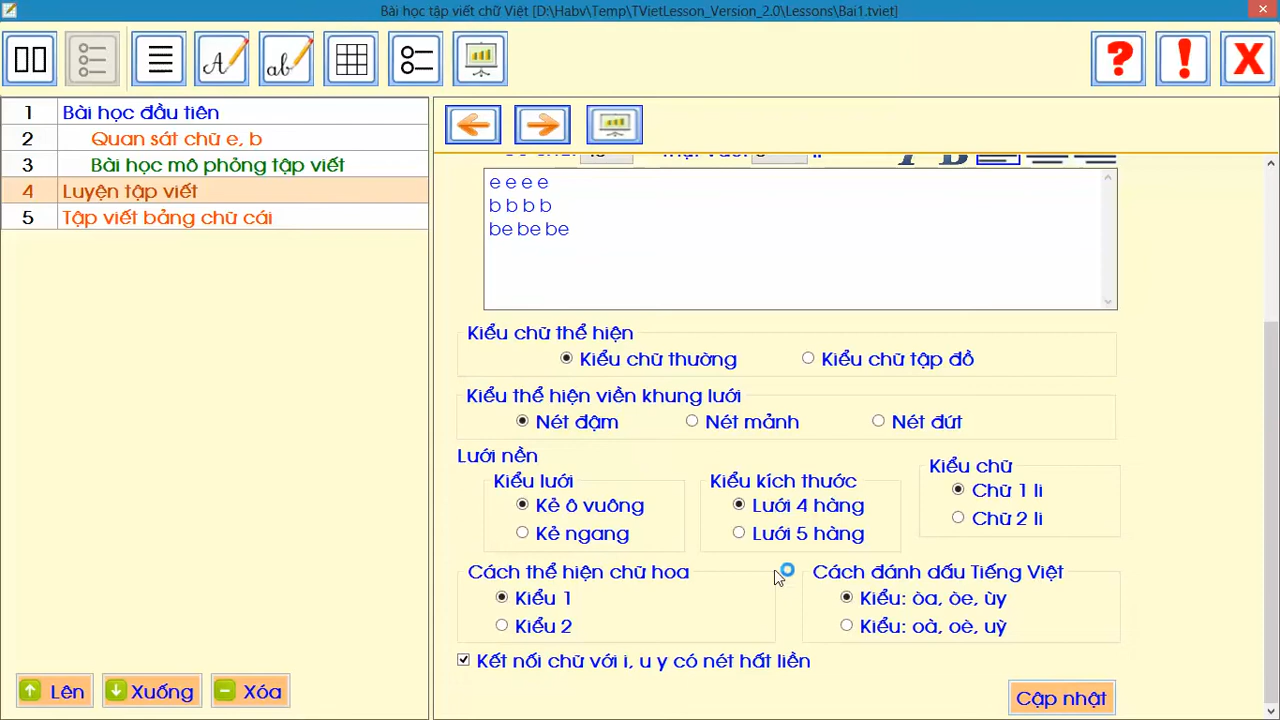 Bài học tập viết chữ Việt [D:\Habv\Temp\TVietLesson_Version_2.0\Lessons\Bai1.tviet]
1 Bài học đầu tiên
2 Quan sát chữ e, b
3 Bài học mô phỏng tập viết
4 Luyện tập viết
5 Tập viết bảng chữ cái
e e e e
b b b b
be be be
Kiểu chữ thể hiện
Kiểu chữ thường Kiểu chữ tập đồ
Kiểu thể hiện viền khung lưới
Nét đậm Nét mảnh Nét đứt
Lưới nền
Kiểu lưới Kiểu kích thước Kiểu chữ
Kẻ ô vuông Lưới 4 hàng Chữ 1 li
Kẻ ngang Lưới 5 hàng Chữ 2 li
Cách thể hiện chữ hoa Cách đánh dấu Tiếng Việt
Kiểu 1 Kiểu: òa, òe, ùy
Kiểu 2 Kiểu: oà, oè, uỳ
Kết nối chữ với i, u y có nét hất liền
Lên Xuống Xóa Cập nhật